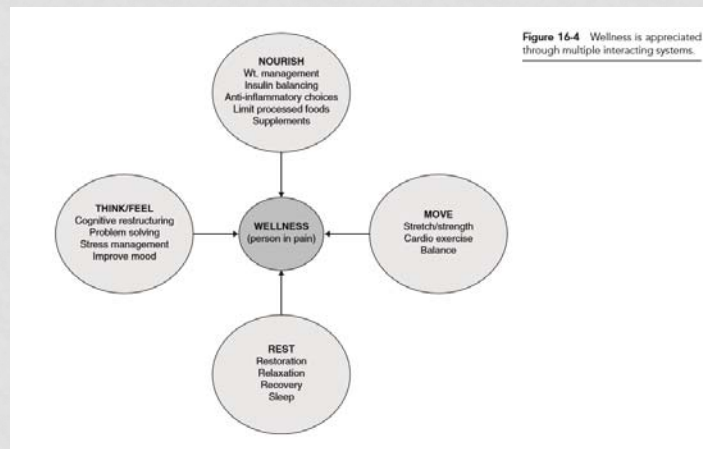 Figure 16-4 Wellness is appreciated
through multiple interacting systems.
NOURISH
Wt. management
Insulin balancing
Anti-inflammatory choices
Limit processed foods
Supplements
THINK/FEEL
Cognitive restructuring
Problem solving
Stress management
Improve mood
WELLNESS
(person in pain)
MOVE
Stretch/strength
Cardio exercise
Balance
REST
Restoration
Relaxation
Recovery
Sleep